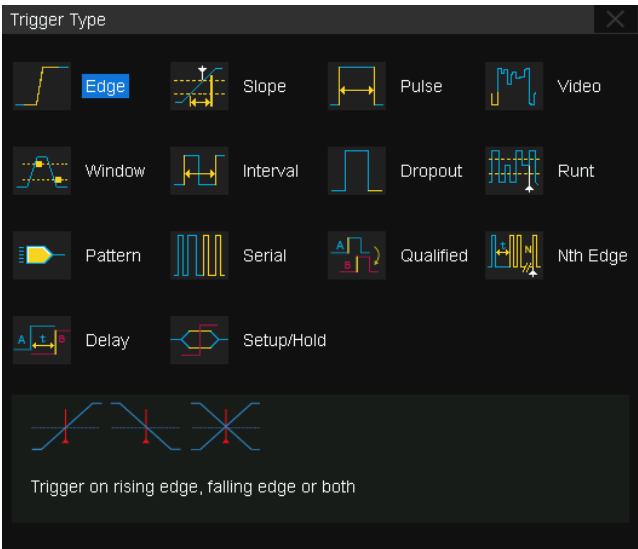 Trigger Type
Edge Slope Pulse Video
Window Interval Dropout Runt
Pattern Serial A B Qualified t N Nth Edge
A t B Delay Setup/Hold
Trigger on rising edge, falling edge or both